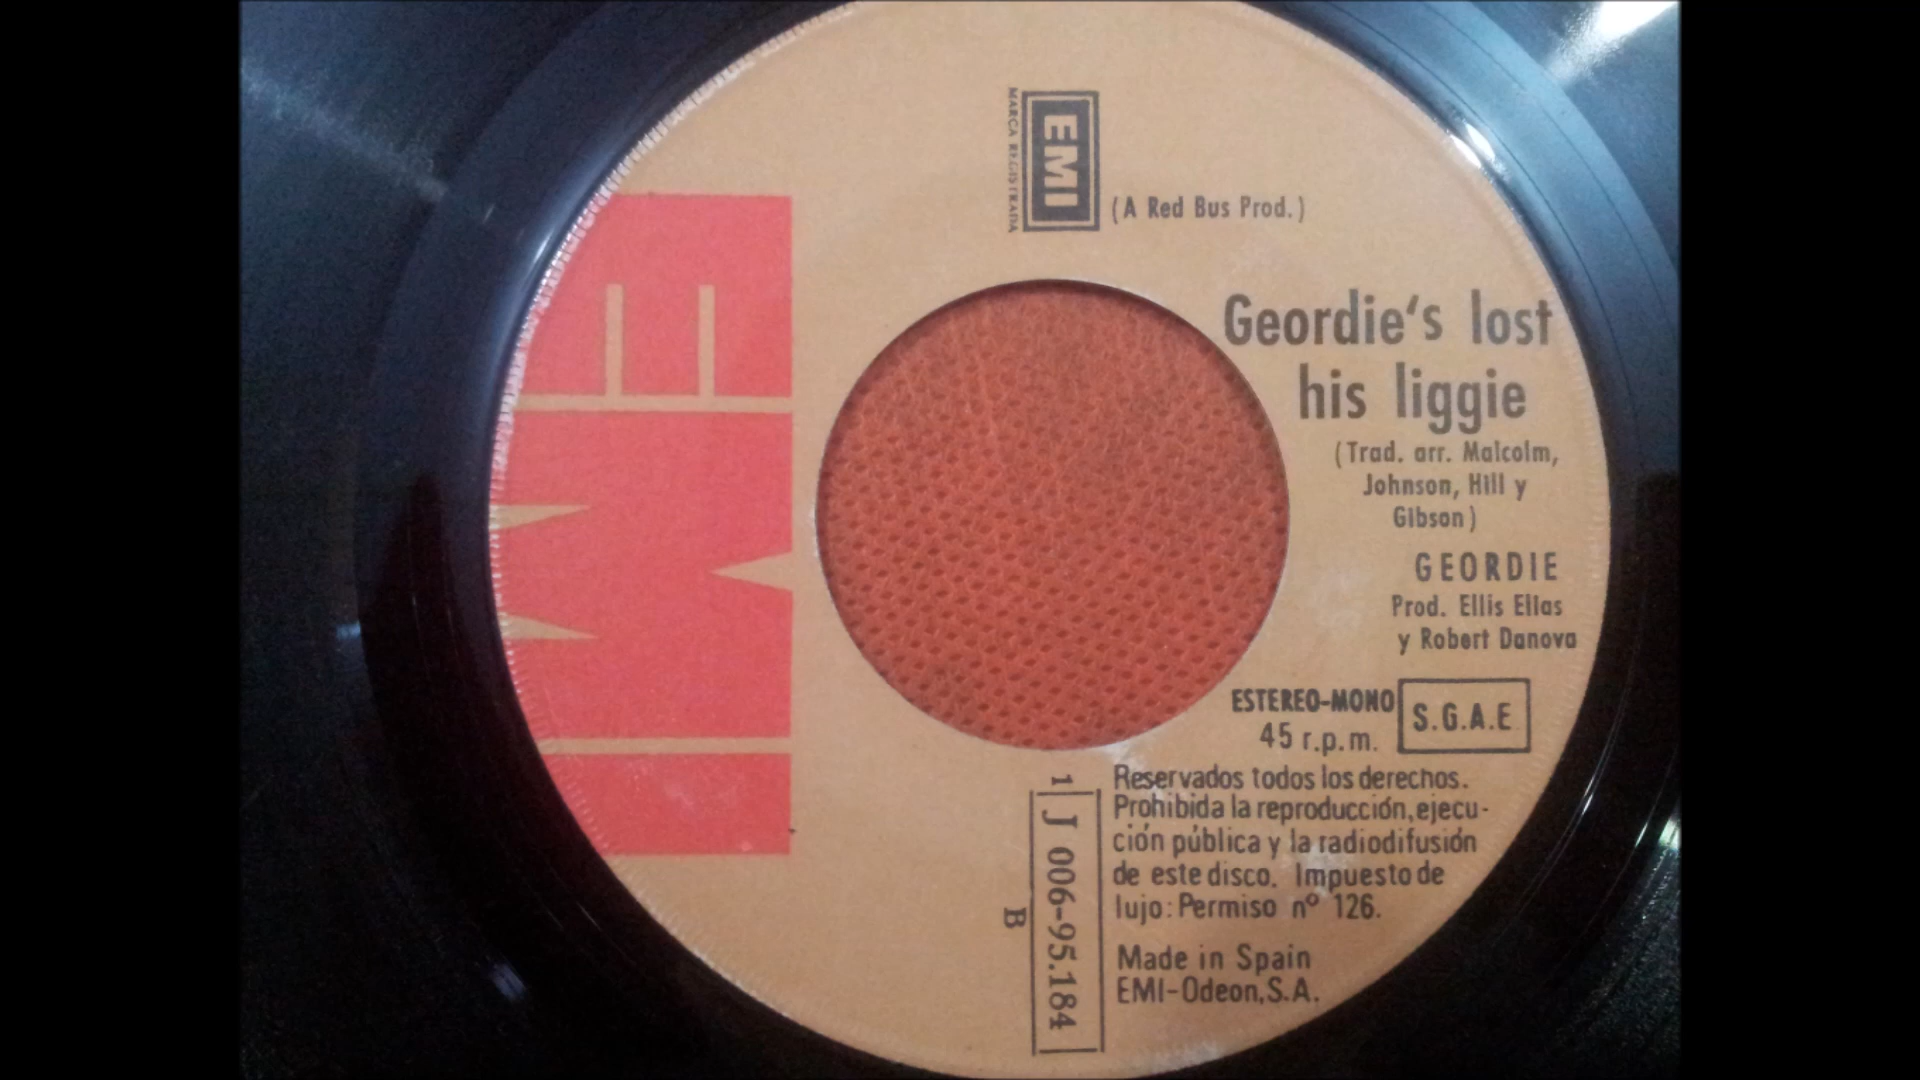 EMI
MARCA REGISTRADA
(A Red Bus Prod.)
Geordie's lost
his liggie
(Trad. arr. Malcolm,
Johnson, Hill y
Gibson)
GEORDIE
Prod. Ellis Elias
y Robert Danova
ESTEREO-MONO
45 r.p.m.
S.G.A.E.
EMI
1 J 006-95.184
B
Reservados todos los derechos.
Prohibida la reproducción, ejecu-
ción pública y la radiodifusión
de este disco. Impuesto de
lujo: Permiso nº 126.
Made in Spain
EMI-Odeon, S.A.